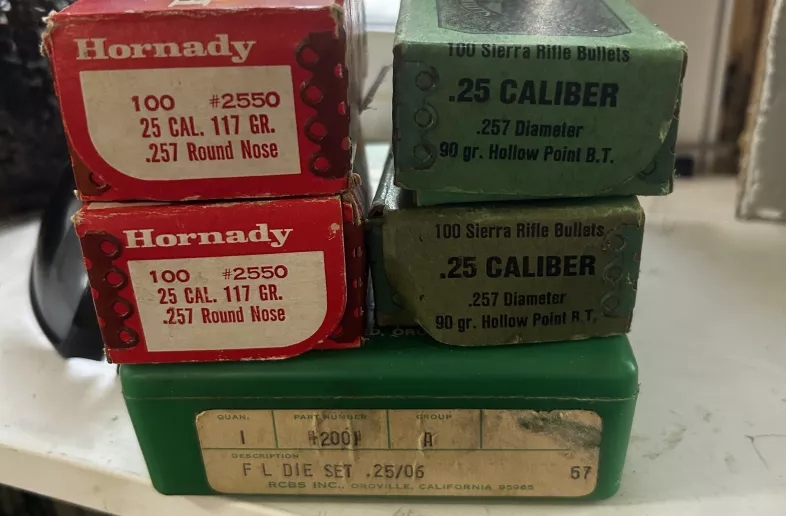 Hornady
100 #2550
25 CAL. 117 GR.
.257 Round Nose
100 Sierra Rifle Bullets
.25 CALIBER
.257 Diameter
90 gr. Hollow Point B.T.
Hornady
100 #2550
25 CAL. 117 GR.
.257 Round Nose
100 Sierra Rifle Bullets
.25 CALIBER
.257 Diameter
90 gr. Hollow Point B.T.
QUAN. PART NUMBER GROUP
1 #2001# A
DESCRIPTION
F L DIE SET .25/06 57
RCBS INC., OROVILLE, CALIFORNIA 95965